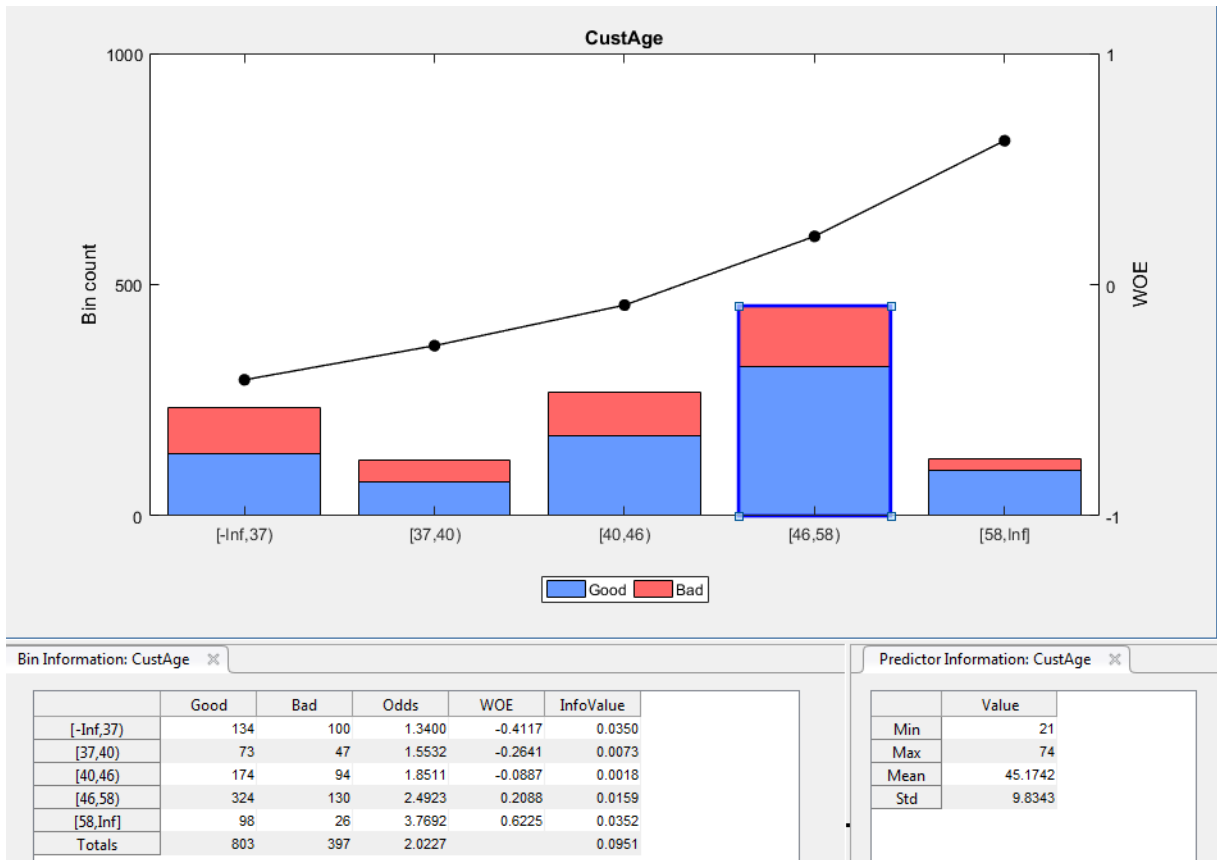 CustAge
1000
500
0
Bin count
1
0
-1
WOE
[-Inf,37)
[37,40)
[40,46)
[46,58)
[58,Inf]
Good Bad
Bin Information: CustAge
Good Bad Odds WOE InfoValue
[-Inf,37) 134 100 1.3400 -0.4117 0.0350
[37,40) 73 47 1.5532 -0.2641 0.0073
[40,46) 174 94 1.8511 -0.0887 0.0018
[46,58) 324 130 2.4923 0.2088 0.0159
[58,Inf] 98 26 3.7692 0.6225 0.0352
Totals 803 397 2.0227 0.0951
Predictor Information: CustAge
Value
Min 21
Max 74
Mean 45.1742
Std 9.8343